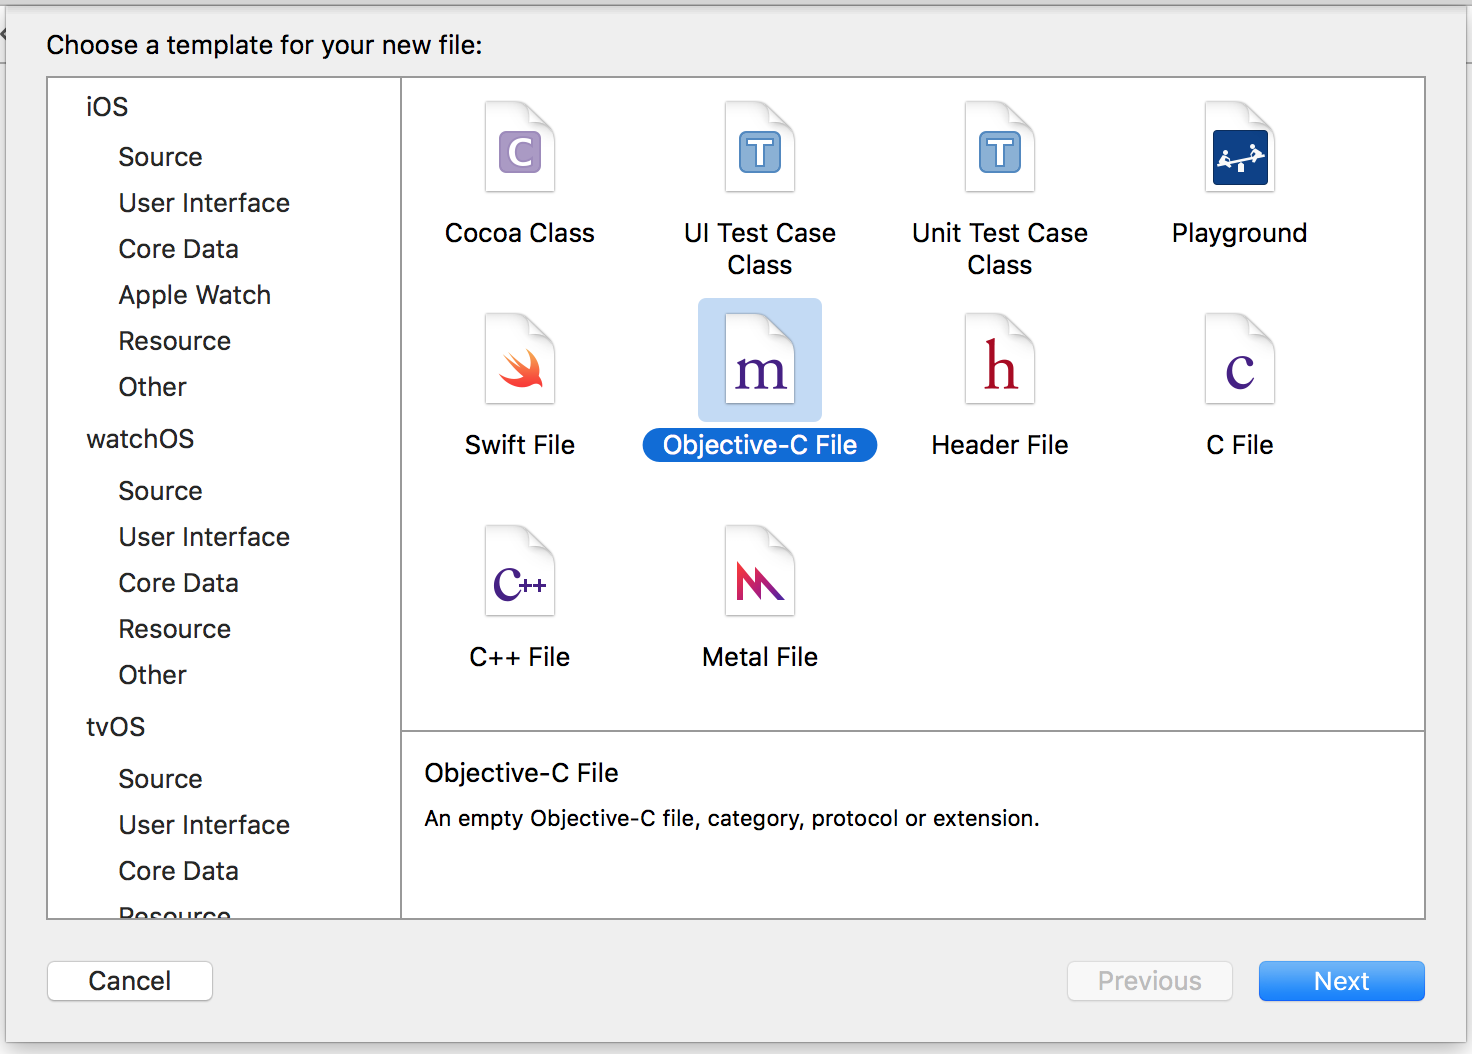 Choose a template for your new file:
iOS
Source
User Interface
Core Data
Apple Watch
Resource
Other
watchOS
Source
User Interface
Core Data
Resource
Other
tvOS
Source
User Interface
Core Data
Resource
C
T
T
Cocoa Class
UI Test Case
Class
Unit Test Case
Class
Playground
m
h
c
Swift File
Objective-C File
Header File
C File
C++
C++ File
Metal File
Objective-C File
An empty Objective-C file, category, protocol or extension.
Cancel
Previous
Next